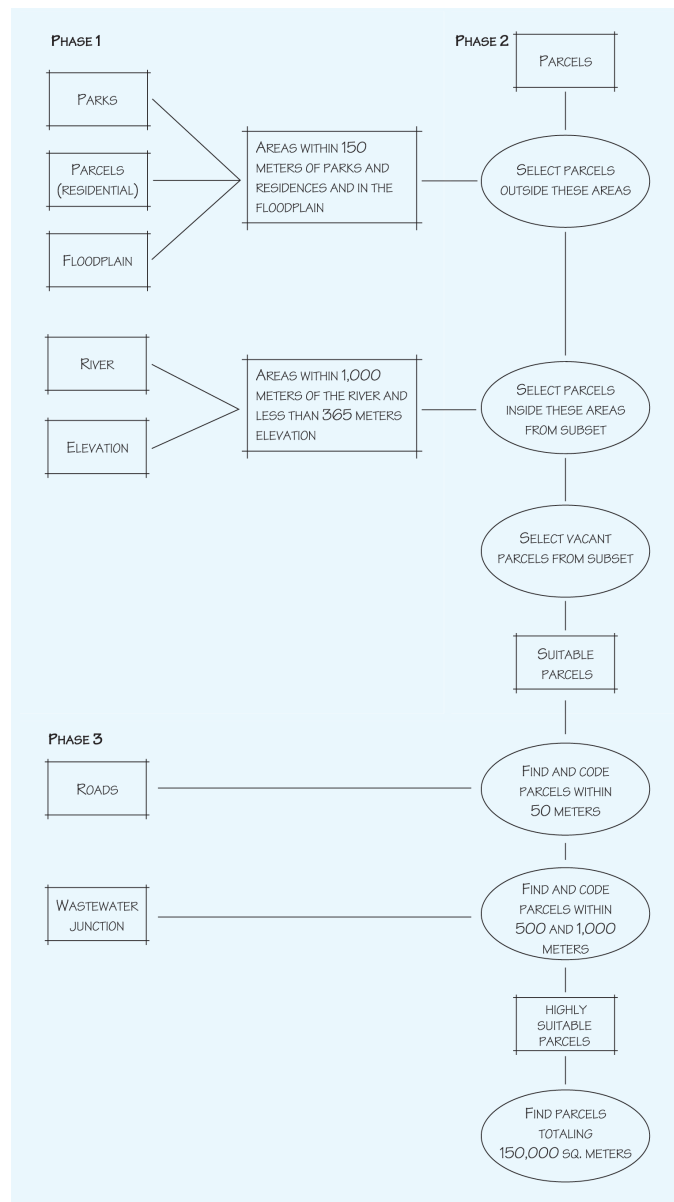 PHASE 1
PARKS
PARCELS
(RESIDENTIAL)
FLOODPLAIN
AREAS WITHIN 150
METERS OF PARKS AND
RESIDENCES AND IN THE
FLOODPLAIN
RIVER
ELEVATION
AREAS WITHIN 1,000
METERS OF THE RIVER AND
LESS THAN 365 METERS
ELEVATION
PHASE 2
PARCELS
SELECT PARCELS
OUTSIDE THESE AREAS
SELECT PARCELS
INSIDE THESE AREAS
FROM SUBSET
SELECT VACANT
PARCELS FROM SUBSET
SUITABLE
PARCELS
PHASE 3
ROADS
FIND AND CODE
PARCELS WITHIN
50 METERS
WASTEWATER
JUNCTION
FIND AND CODE
PARCELS WITHIN
500 AND 1,000
METERS
HIGHLY
SUITABLE
PARCELS
FIND PARCELS
TOTALING
150,000 SQ. METERS